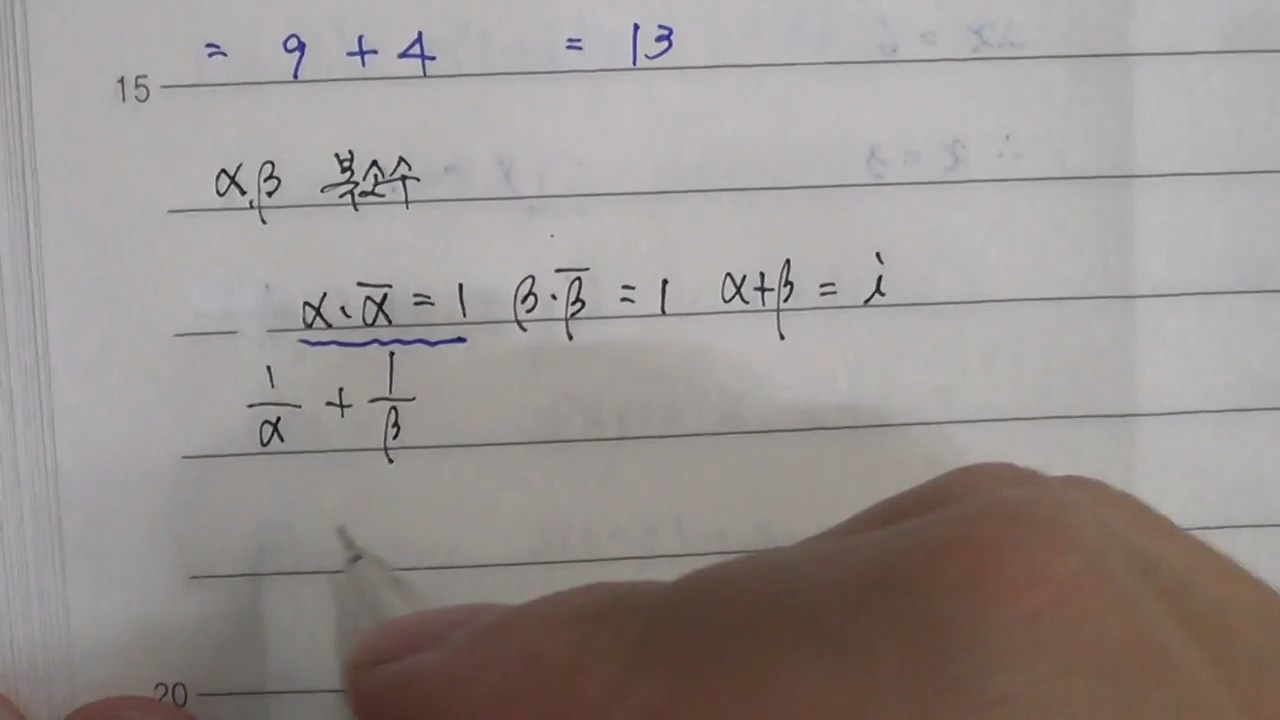 = 9 + 4 = 13
15
α, β 복소수
α·ᾱ = 1 β·β̄ = 1 α+β = i
1/α + 1/β
20